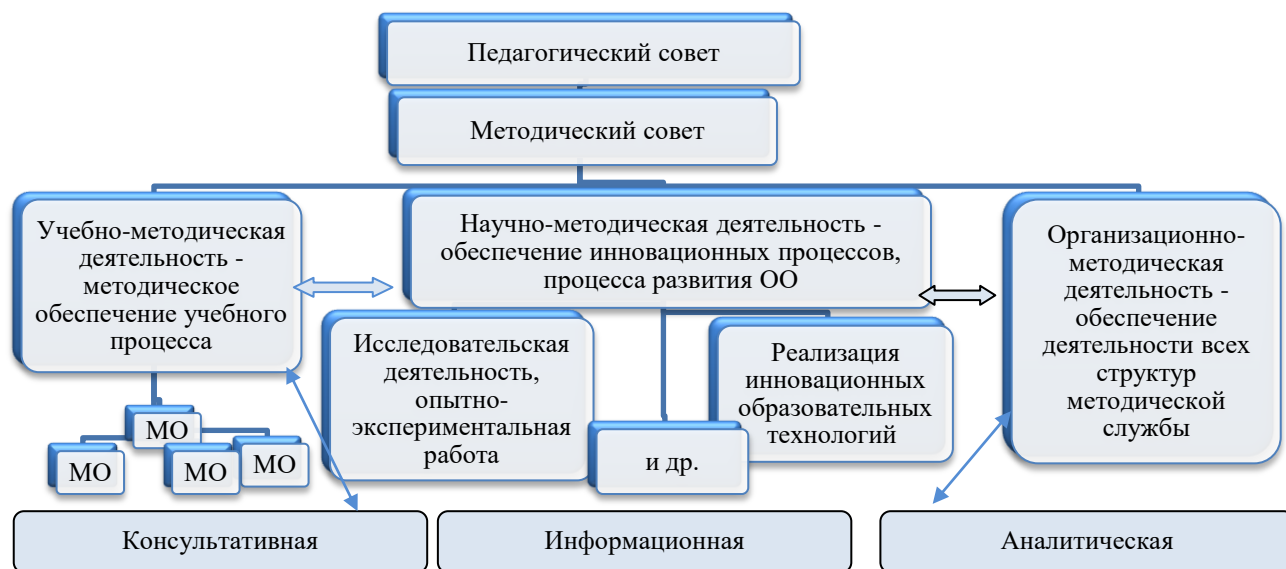 Педагогический совет
Методический совет
Учебно-методическая
деятельность -
методическое
обеспечение учебного
процесса
Научно-методическая деятельность -
обеспечение инновационных процессов,
процесса развития ОО
Организационно-
методическая
деятельность -
обеспечение
деятельности всех
структур
методической
службы
Исследовательская
деятельность,
опытно-
экспериментальная
работа
и др.
Реализация
инновационных
образовательных
технологий
МО
МО
МО
МО
Консультативная
Информационная
Аналитическая